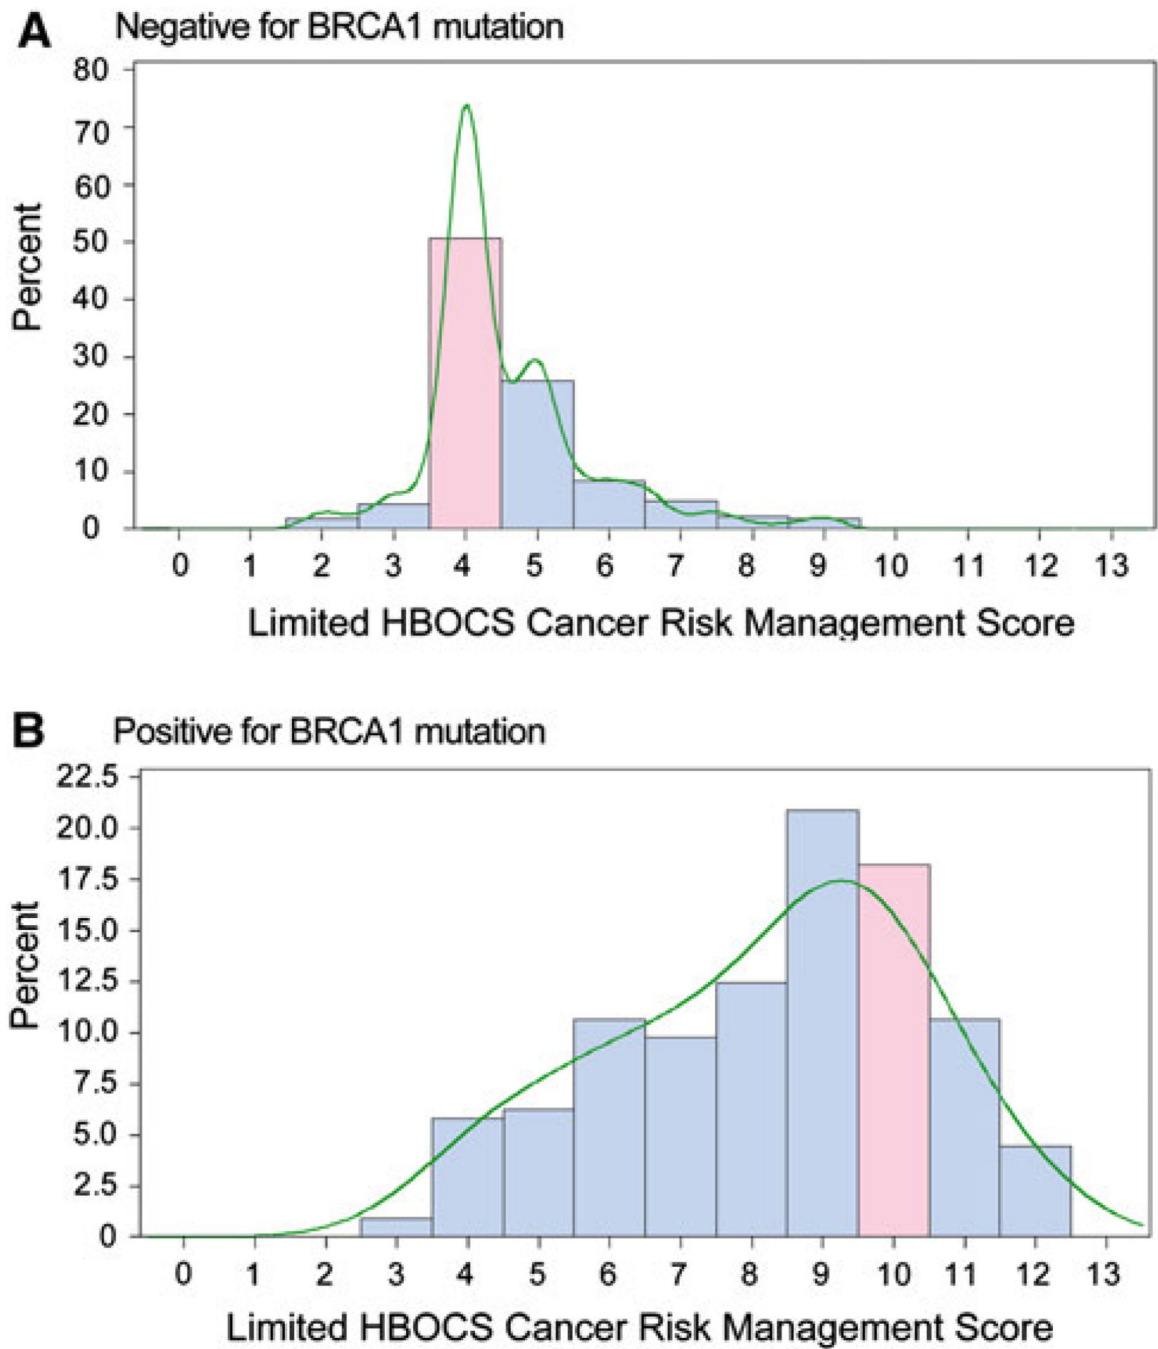 A Negative for BRCA1 mutation
80
70
60
50
40
30
20
10
0
Percent
0 1 2 3 4 5 6 7 8 9 10 11 12 13
Limited HBOCS Cancer Risk Management Score
B Positive for BRCA1 mutation
22.5
20.0
17.5
15.0
12.5
10.0
7.5
5.0
2.5
0
Percent
0 1 2 3 4 5 6 7 8 9 10 11 12 13
Limited HBOCS Cancer Risk Management Score